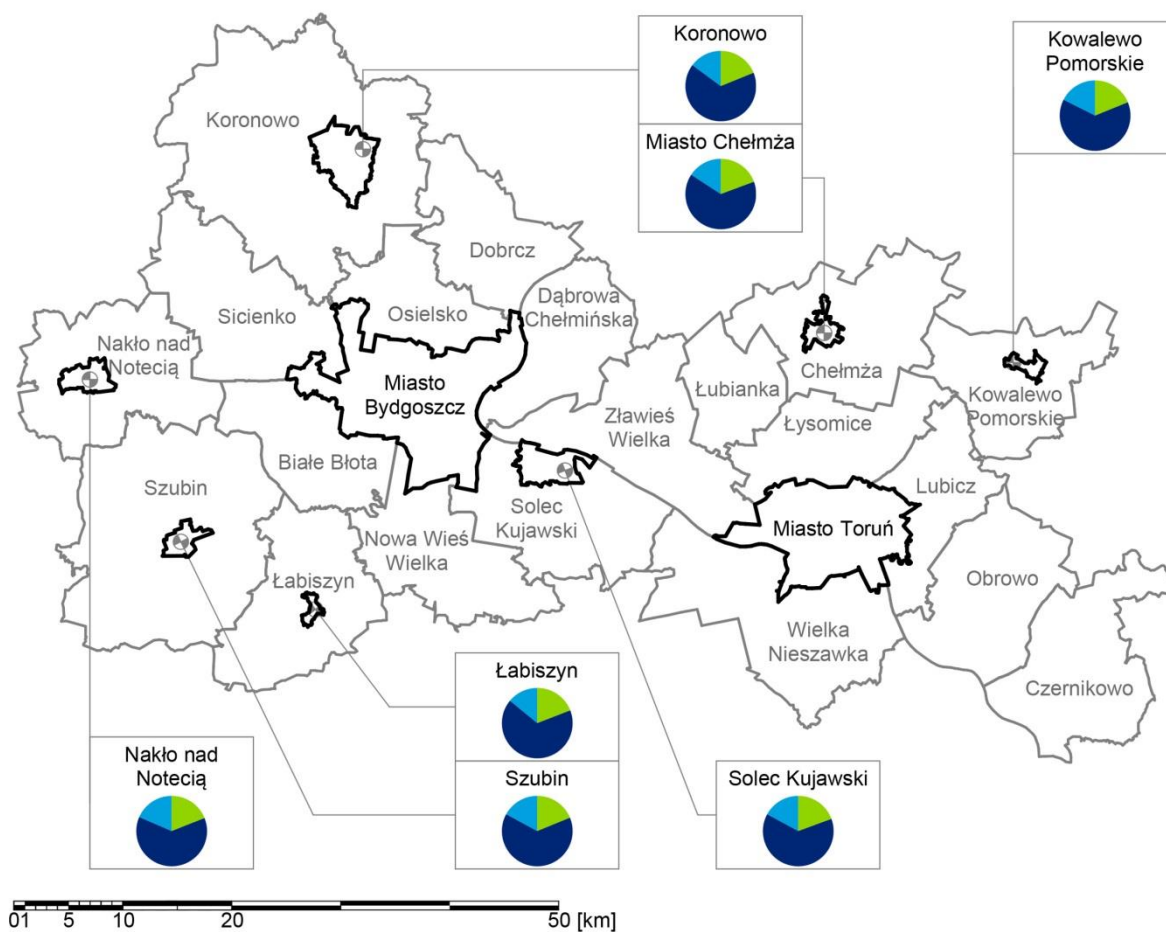 Koronowo
Kowalewo
Pomorskie
Miasto Chełmża
Koronowo
Dobrcz
Dąbrowa
Chełmińska
Osielsko
Sicienko
Nakło nad
Notecią
Miasto
Bydgoszcz
Łubianka
Chełmża
Kowalewo
Pomorskie
Zławieś
Wielka
Łysomice
Białe Błota
Szubin
Solec
Kujawski
Lubicz
Miasto Toruń
Nowa Wieś
Wielka
Łabiszyn
Obrowo
Wielka
Nieszawka
Czernikowo
Łabiszyn
Nakło nad
Notecią
Szubin
Solec Kujawski
01 5 10 20 50 [km]